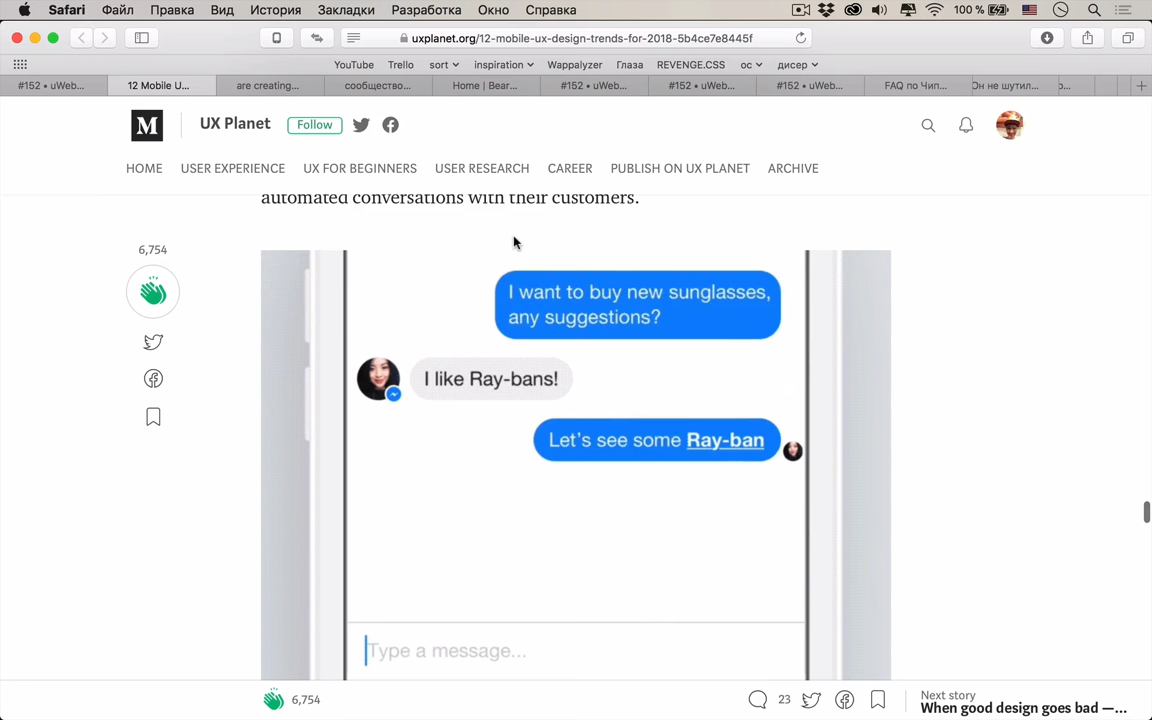 Safari Файл Правка Вид История Закладки Разработка Окно Справка 100 %
uxplanet.org/12-mobile-ux-design-trends-for-2018-5b4ce7e8445f
YouTube Trello sort inspiration Wappalyzer Глаза REVENGE.CSS ос дисер
#152 • uWeb... 12 Mobile U... are creating... сообщество... Home | Bear... #152 • uWeb... #152 • uWeb... #152 • uWeb... FAQ по Чип... Он не шутил...
M UX Planet Follow
HOME USER EXPERIENCE UX FOR BEGINNERS USER RESEARCH CAREER PUBLISH ON UX PLANET ARCHIVE
automated conversations with their customers.
6,754
I want to buy new sunglasses,
any suggestions?
I like Ray-bans!
Let's see some Ray-ban
Type a message...
6,754 23
Next story
When good design goes bad —...